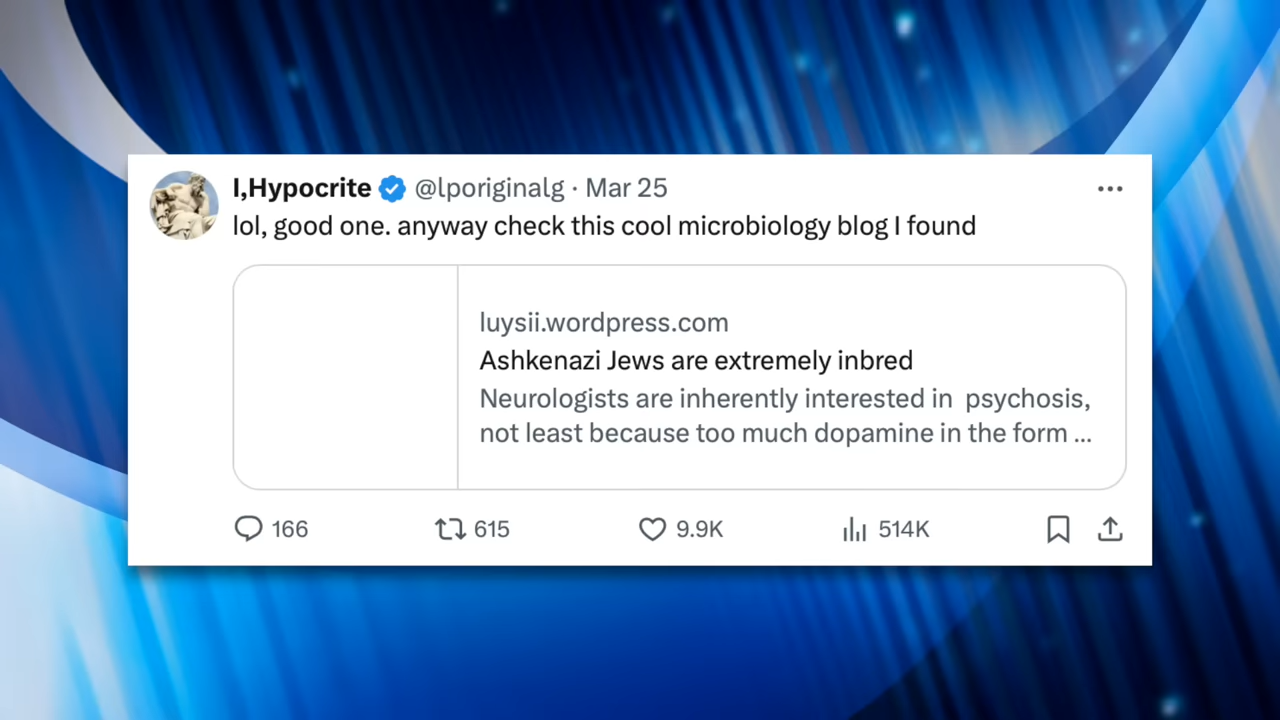 I,Hypocrite @lporiginalg · Mar 25
lol, good one. anyway check this cool microbiology blog I found
luysii.wordpress.com
Ashkenazi Jews are extremely inbred
Neurologists are inherently interested in  psychosis,
not least because too much dopamine in the form ...
166 615 9.9K 514K